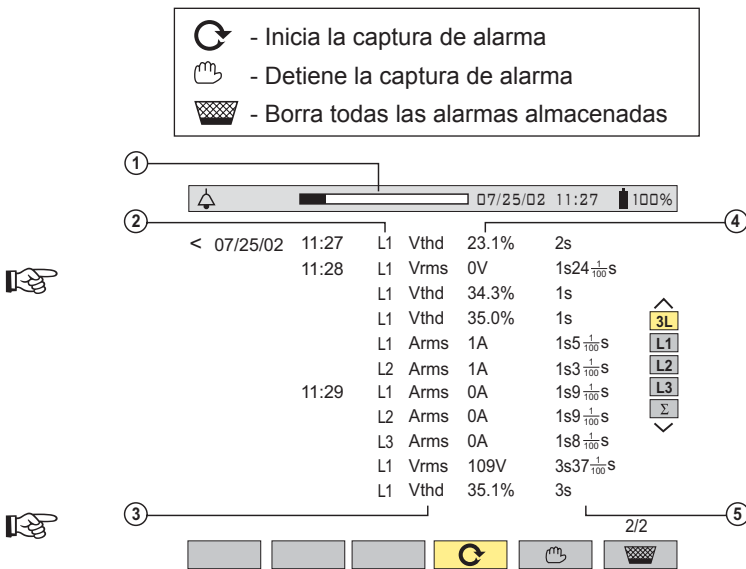 - Inicia la captura de alarma
- Detiene la captura de alarma
- Borra todas las alarmas almacenadas
1
07/25/02 11:27 100%
2 4
< 07/25/02 11:27 L1 Vthd 23.1% 2s
11:28 L1 Vrms 0V 1s24 1/100 s
L1 Vthd 34.3% 1s
L1 Vthd 35.0% 1s
3L
L1 Arms 1A 1s5 1/100 s
L1
L2 Arms 1A 1s3 1/100 s
L2
11:29 L1 Arms 0A 1s9 1/100 s
L3
L2 Arms 0A 1s9 1/100 s
Σ
L3 Arms 0A 1s8 1/100 s
L1 Vrms 109V 3s37 1/100 s
L1 Vthd 35.1% 3s
3 5
2/2